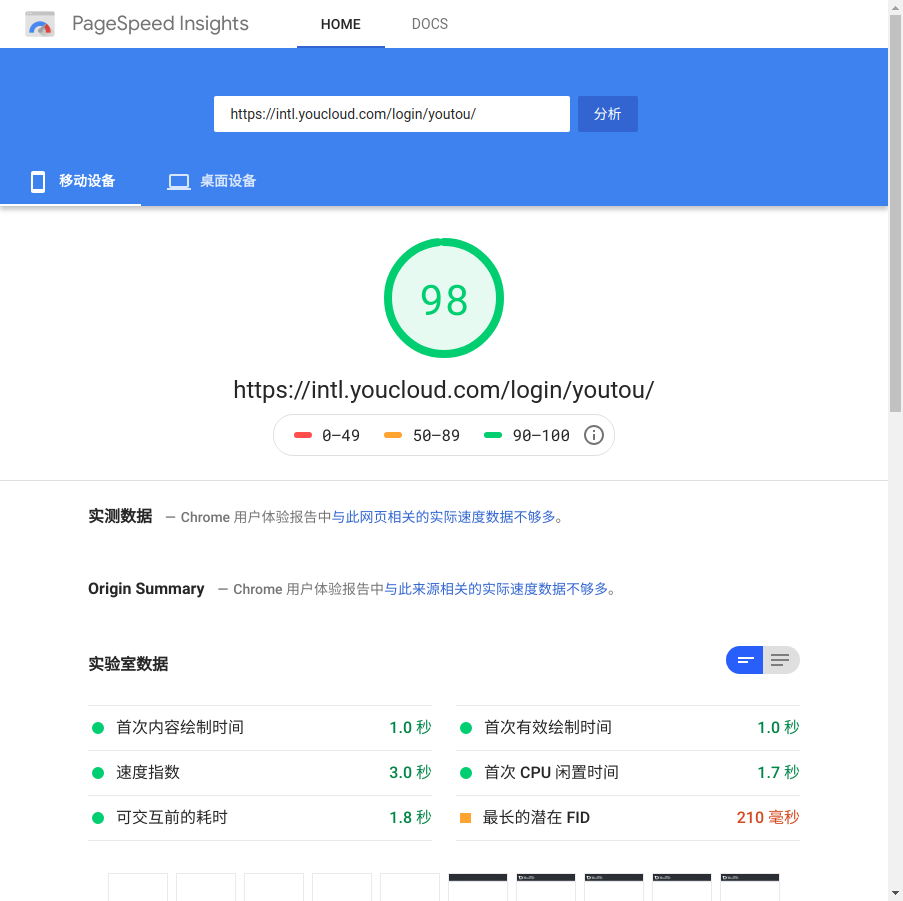 PageSpeed Insights
HOME
DOCS
https://intl.youcloud.com/login/youtou/
分析
移动设备
桌面设备
98
https://intl.youcloud.com/login/youtou/
0–49
50–89
90–100
实测数据 — Chrome 用户体验报告中与此网页相关的实际速度数据不够多。
Origin Summary — Chrome 用户体验报告中与此来源相关的实际速度数据不够多。
实验室数据
首次内容绘制时间 1.0 秒
首次有效绘制时间 1.0 秒
速度指数 3.0 秒
首次 CPU 闲置时间 1.7 秒
可交互前的耗时 1.8 秒
最长的潜在 FID 210 毫秒